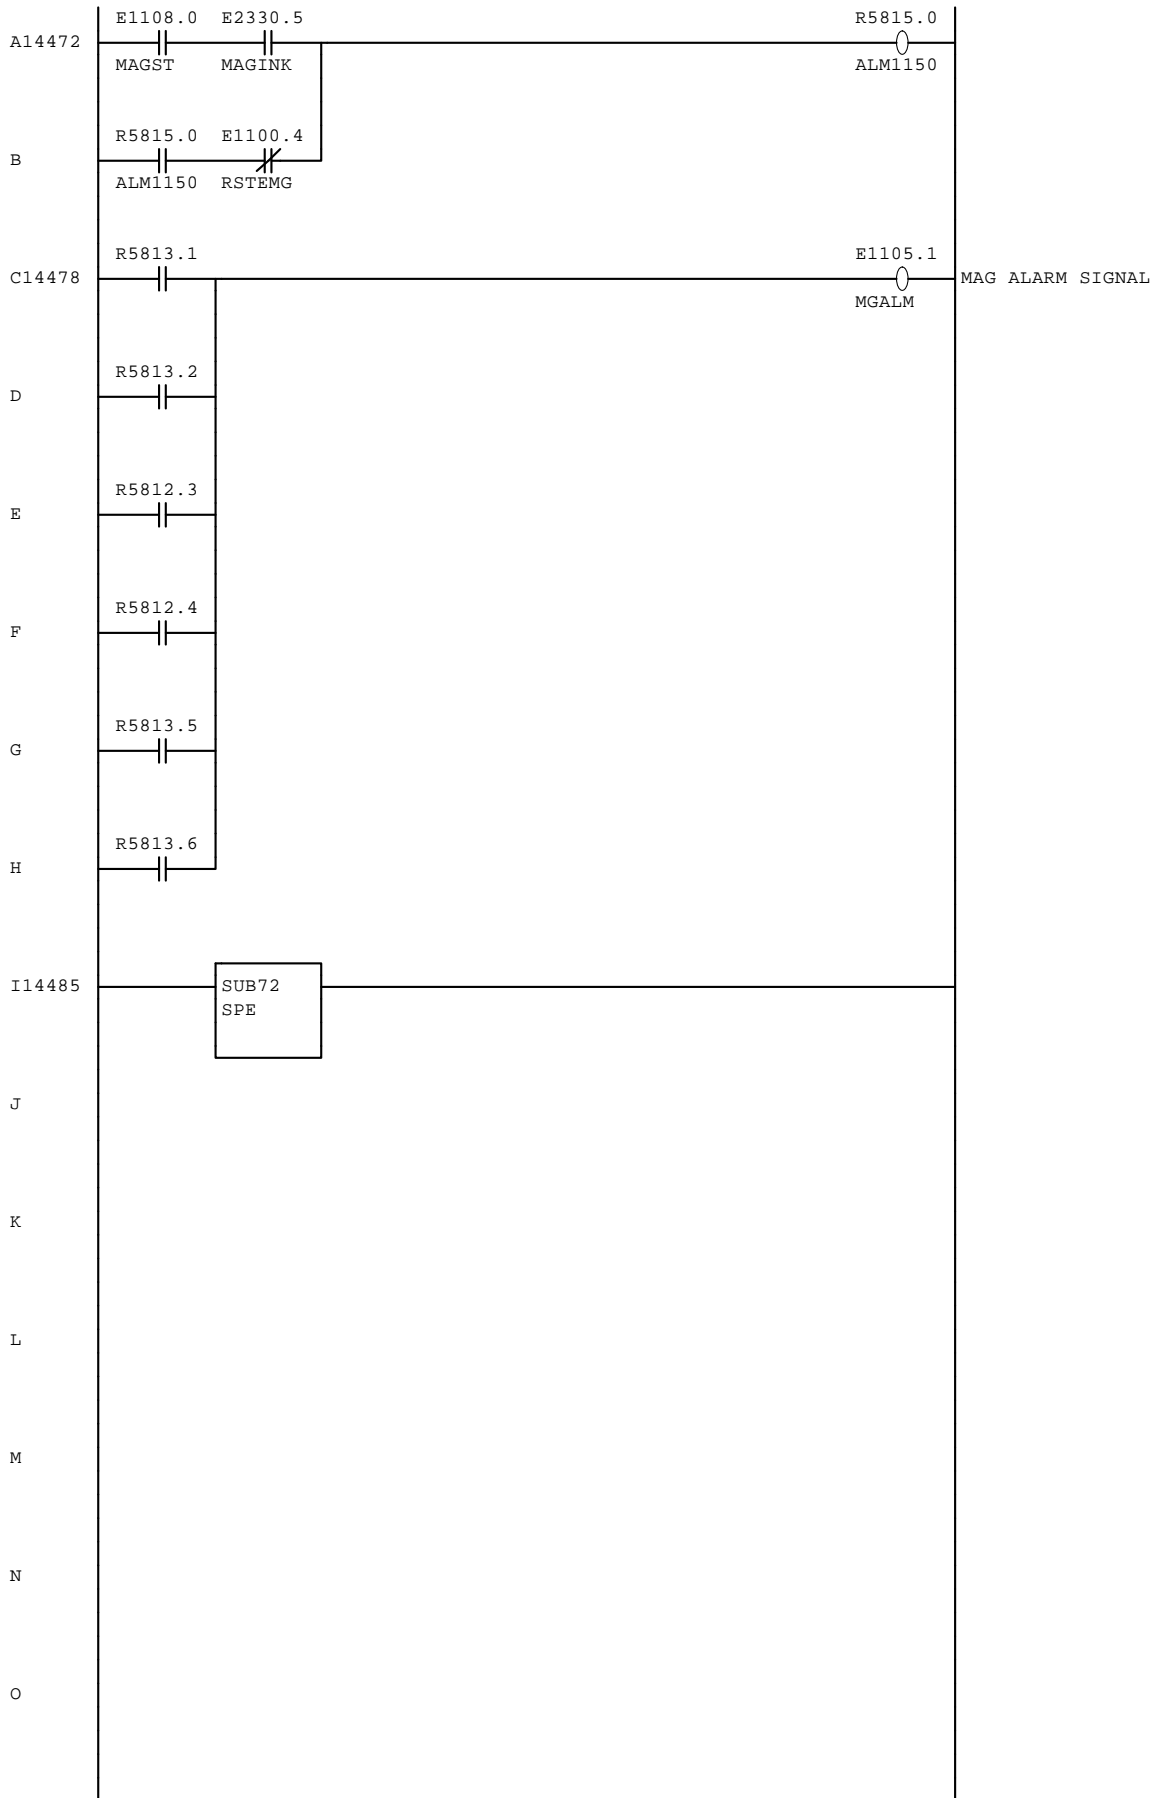 E1108.0 E2330.5 R5815.0
A14472
MAGST MAGINK ALM1150
R5815.0 E1100.4
B
ALM1150 RSTEMG
R5813.1 E1105.1
C14478 MAG ALARM SIGNAL
MGALM
R5813.2
D
R5812.3
E
R5812.4
F
R5813.5
G
R5813.6
H
I14485 SUB72
SPE
J
K
L
M
N
O